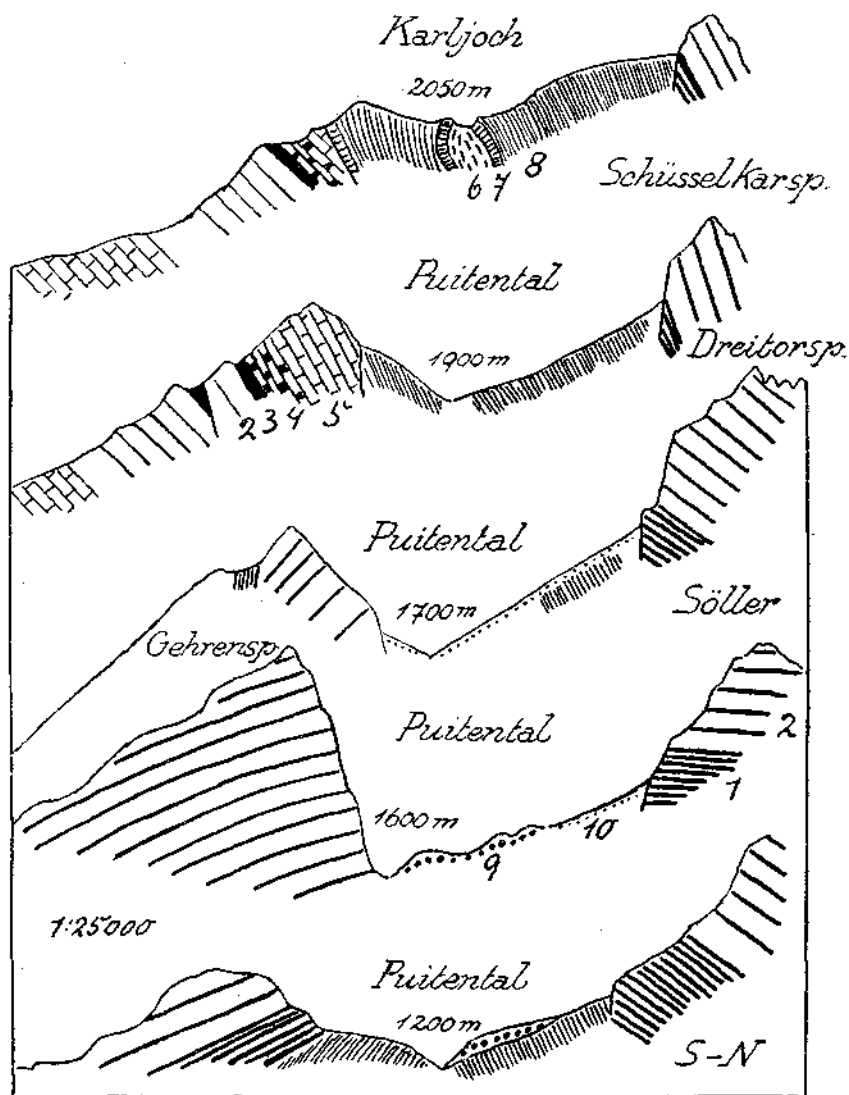 Karljoch
2050 m
6 7 8
Schüsselkarsp.
Puitental
1900 m
Dreitorsp.
2 3 4 5
Puitental
1700 m
Söller
Gehrensp.
Puitental
2
1
1600 m
10
9
1:25000
Puitental
1200 m
S-N